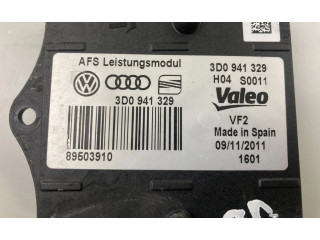 AFS Leistungsmodul
3D0 941 329
3D0 941 329
H04 S0011
Valeo
VF2
Made in Spain
09/11/2011
1601
89503910